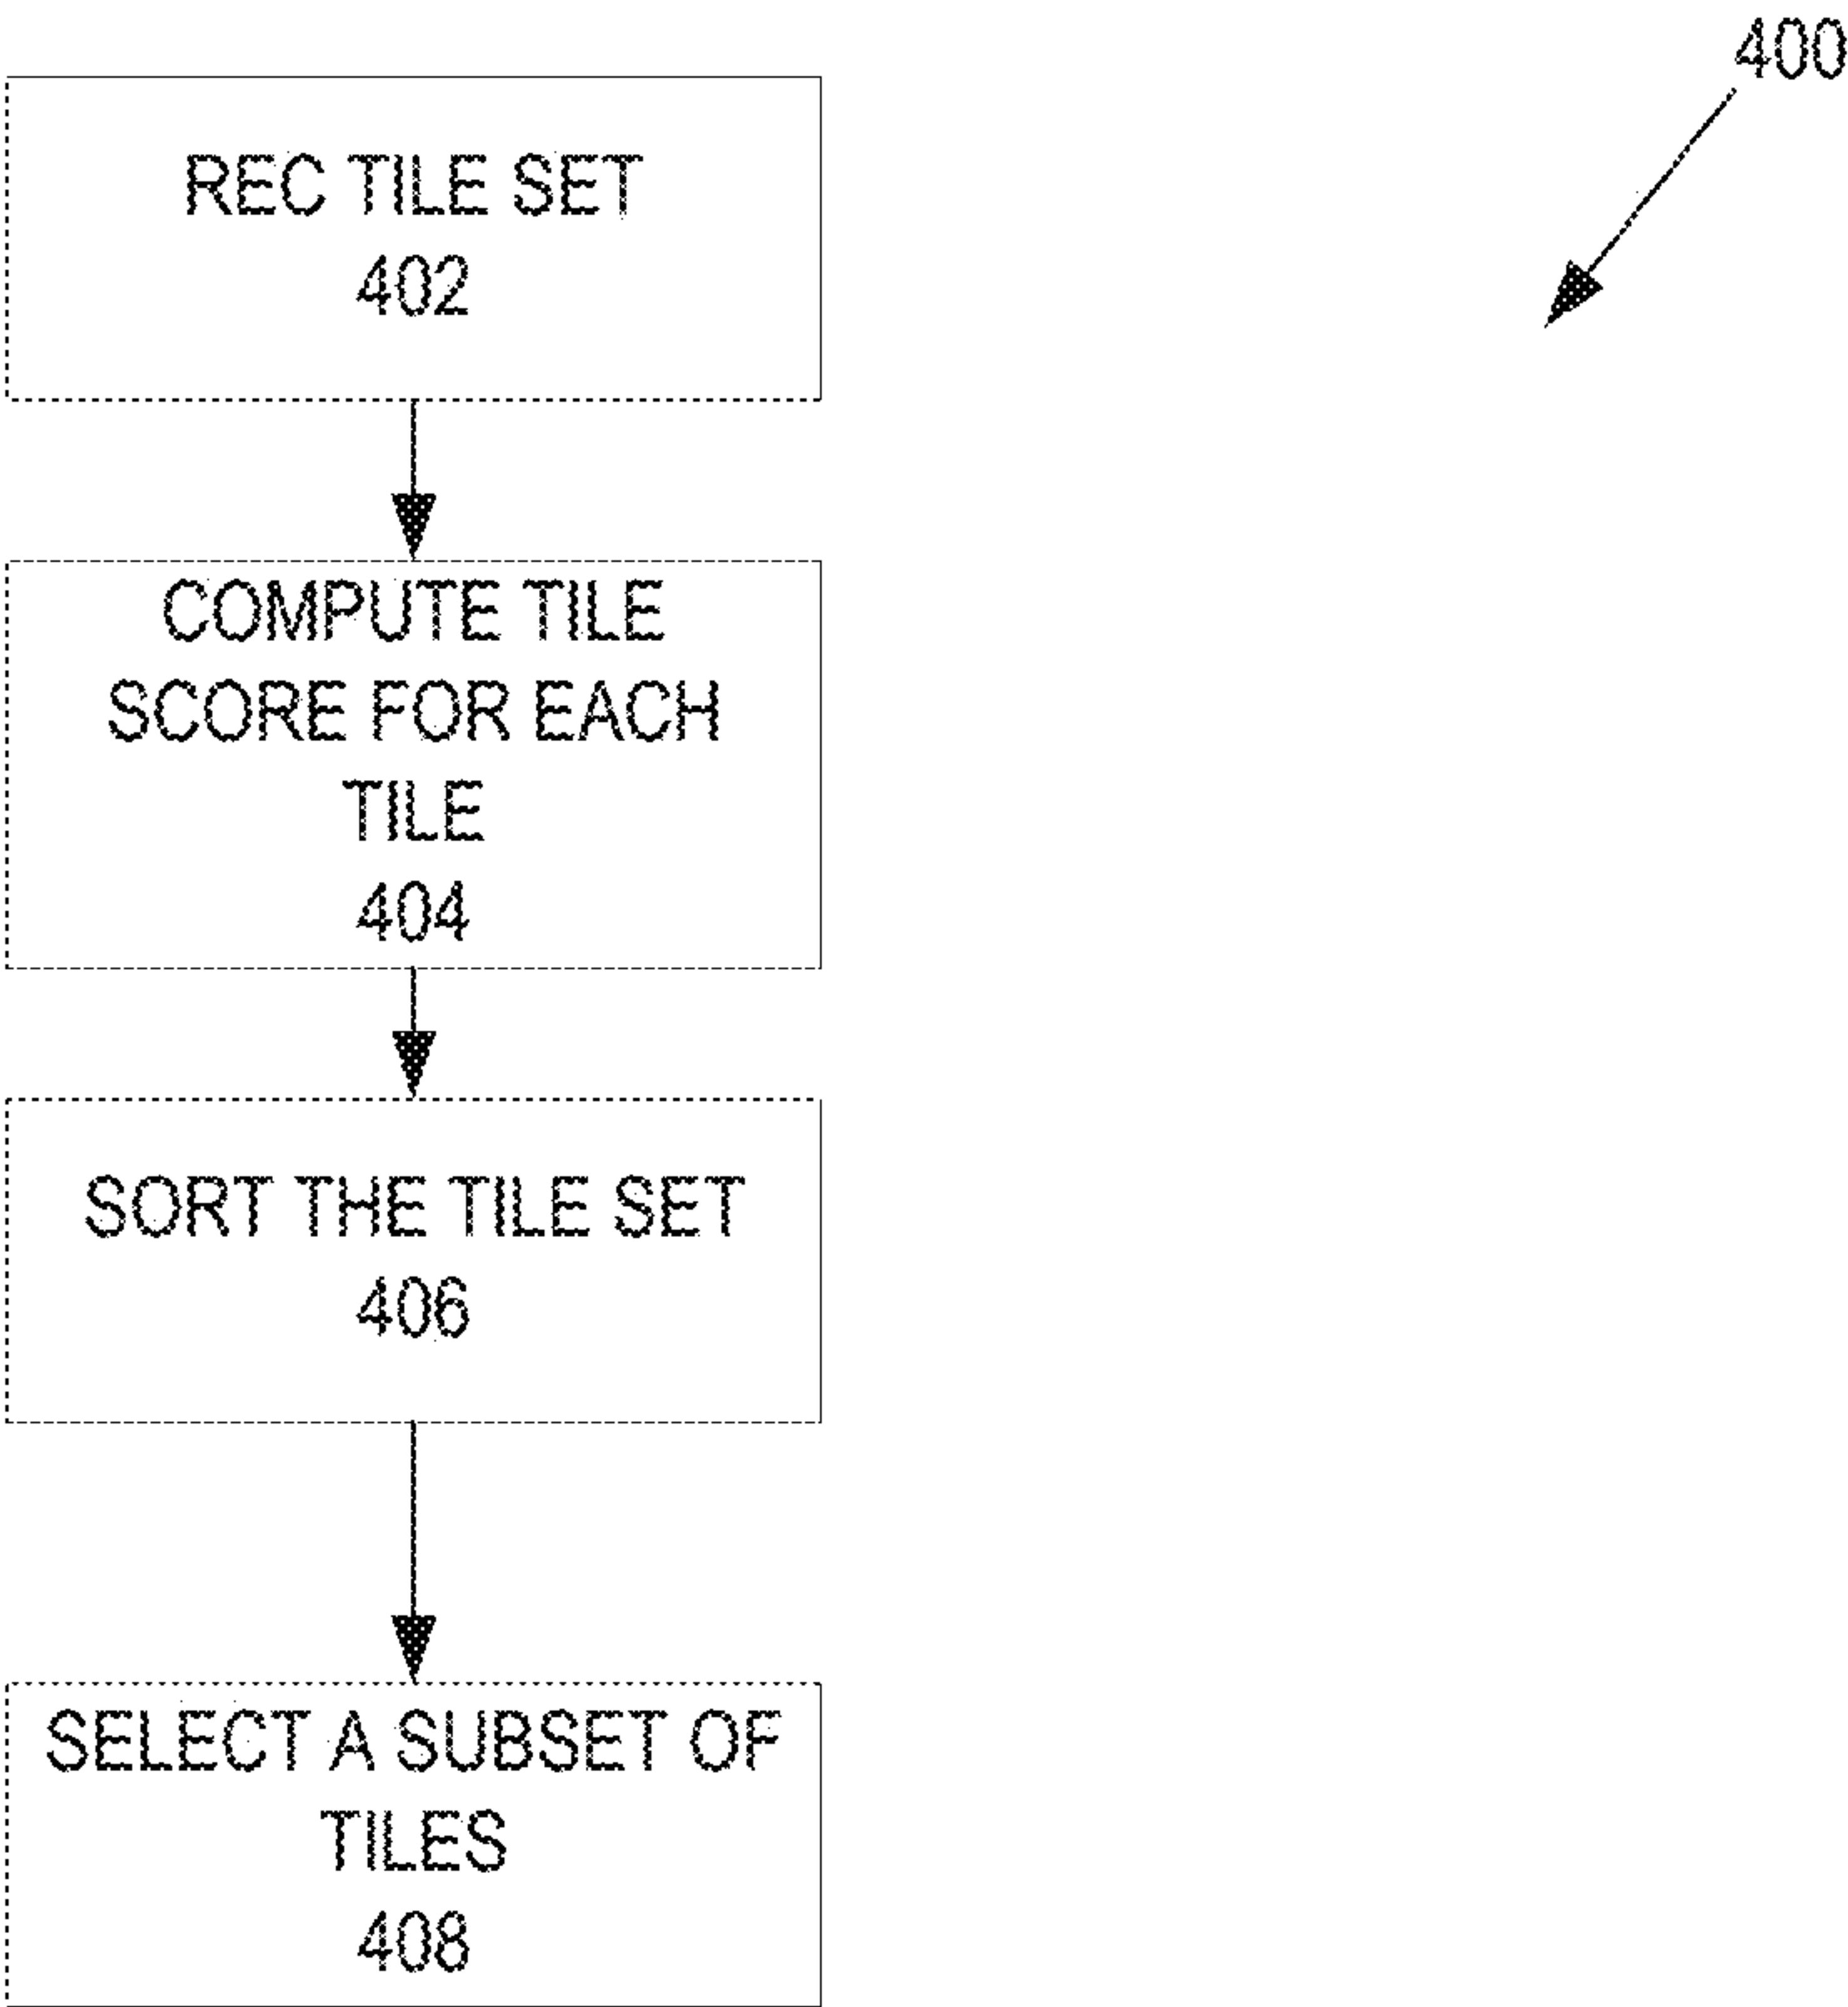 400
REC TILE SET
402
COMPUTE TILE
SCORE FOR EACH
TILE
404
SORT THE TILE SET
406
SELECT A SUBSET OF
TILES
408